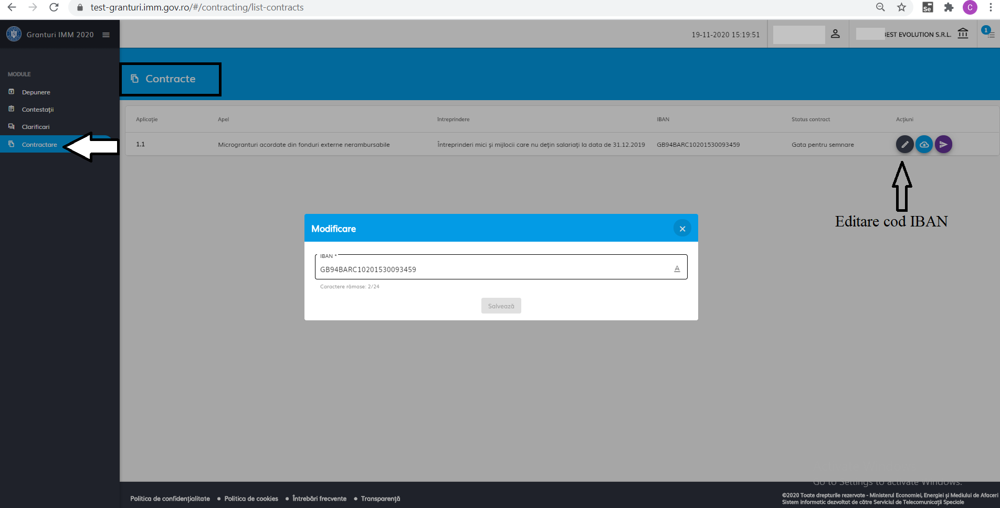 test-granturi.imm.gov.ro/#/contracting/list-contracts
Se
C
Granturi IMM 2020
19-11-2020 15:19:51
BEST EVOLUTION S.R.L.
1
MODULE
Depunere
Contestații
Clarificari
Contractare
Contracte
Aplicație Apel Întreprindere IBAN Status contract Acțiuni
1.1 Microgranturi acordate din fonduri externe nerambursabile Întreprinderi mici și mijlocii care nu dețin salariați la data de 31.12.2019 GB94BARC10201530093459 Gata pentru semnare
Editare cod IBAN
Modificare
IBAN *
GB94BARC10201530093459
Caractere rămase: 2/24
Salvează
Go to Settings to activate Windows.
Politica de confidențialitate • Politica de cookies • Întrebări frecvente • Transparență
©2020 Toate drepturile rezervate - Ministerul Economiei, Energiei și Mediului de Afaceri
Sistem informatic dezvoltat de către Serviciul de Telecomunicații Speciale